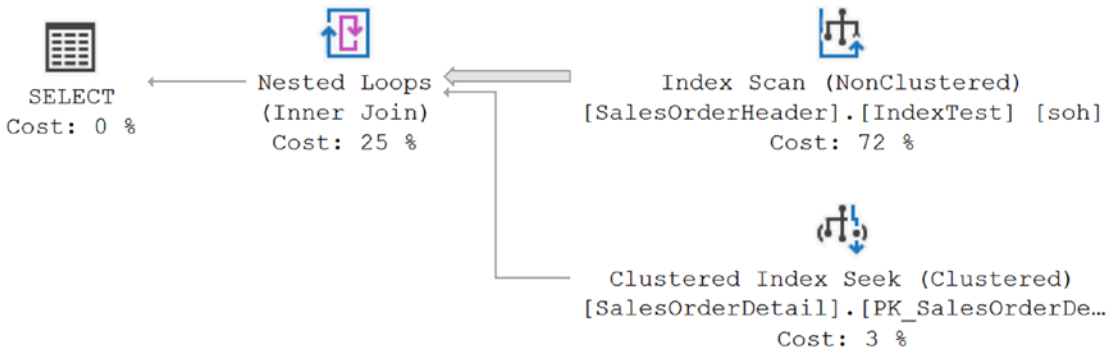 SELECT
Cost: 0 %
Nested Loops
(Inner Join)
Cost: 25 %
Index Scan (NonClustered)
[SalesOrderHeader].[IndexTest] [soh]
Cost: 72 %
Clustered Index Seek (Clustered)
[SalesOrderDetail].[PK_SalesOrderDe…
Cost: 3 %